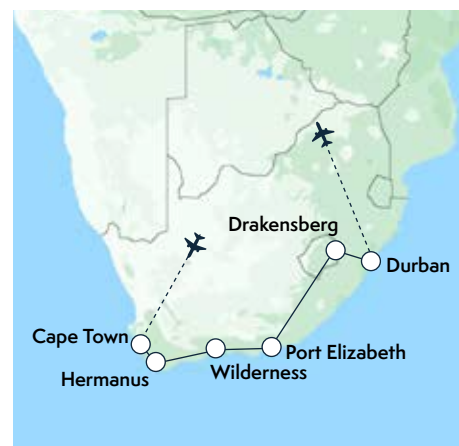 Drakensberg
Durban
Cape Town
Port Elizabeth
Hermanus
Wilderness